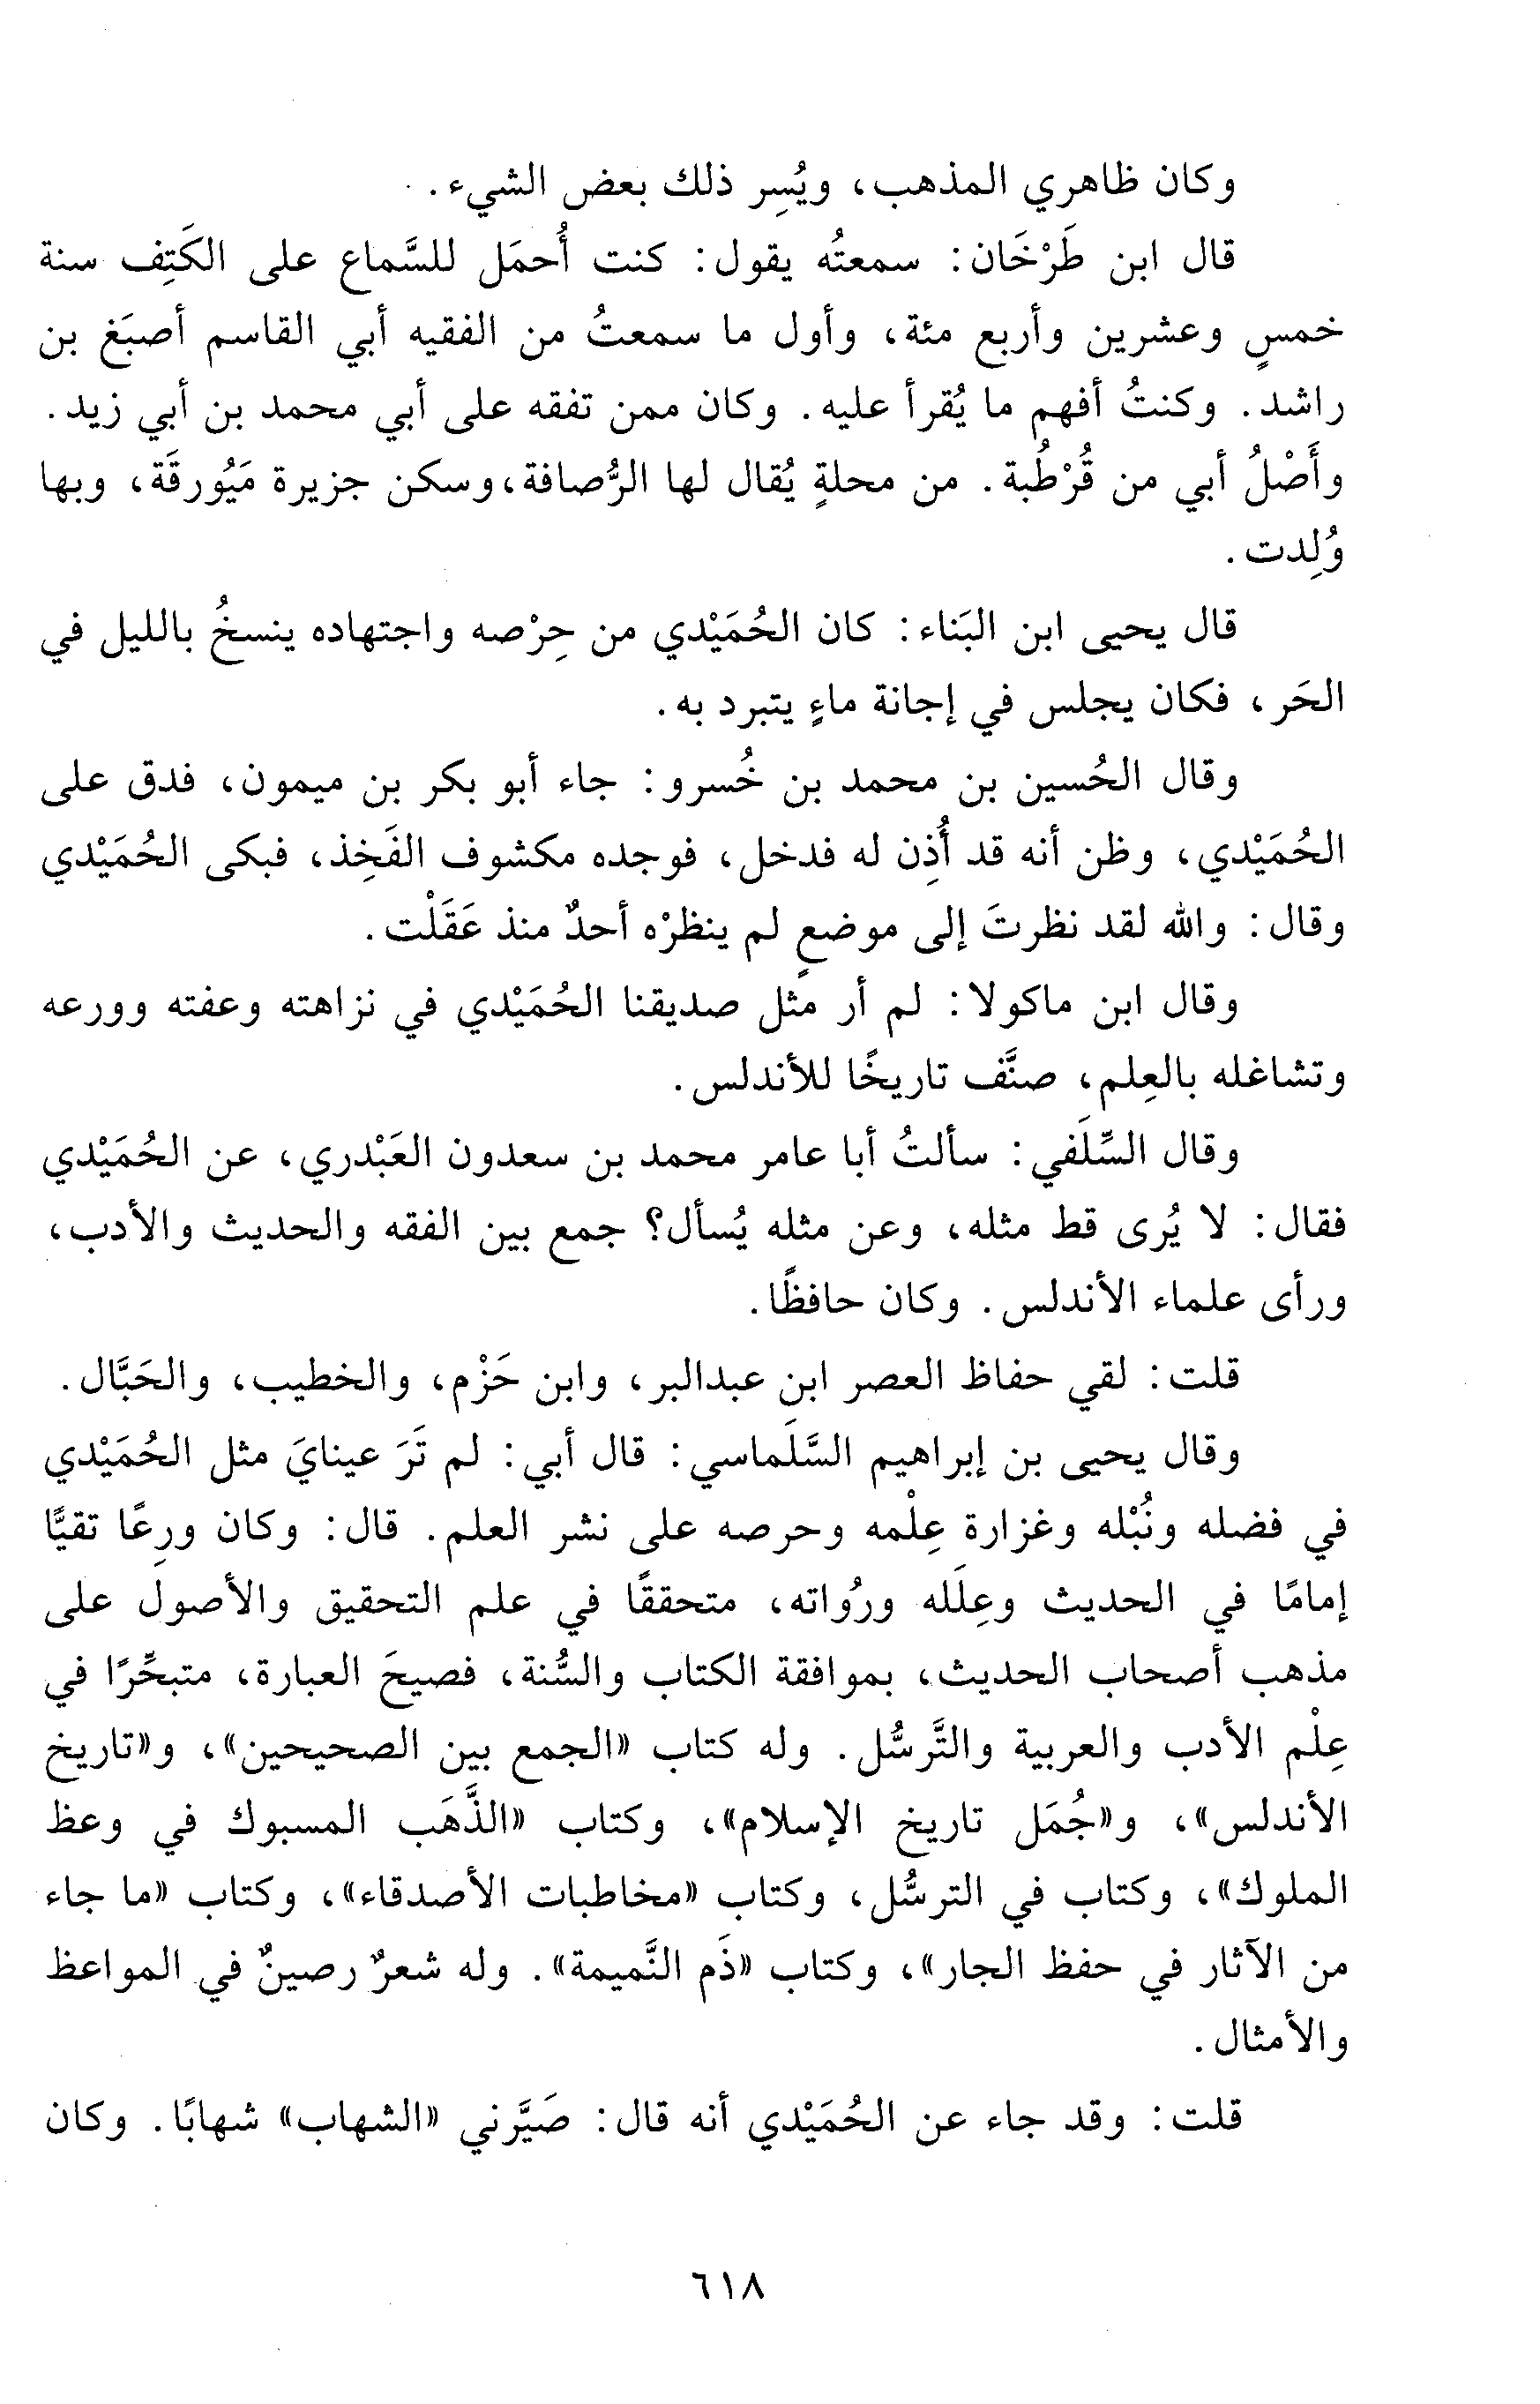 وكان ظاهري المذهب، ويُسِر ذلك بعض الشيء.
قال ابن طَرْخَان: سمعتُه يقول: كنت أُحمَل للسَّماع على الكَتِف سنة
خمسٍ وعشرين وأربع مئة، وأول ما سمعتُ من الفقيه أبي القاسم أصبَغ بن
راشد. وكنتُ أفهم ما يُقرأ عليه. وكان ممن تفقه على أبي محمد بن أبي زيد.
وأَصْلُ أبي من قُرْطُبة. من محلةٍ يُقال لها الرُّصافة، وسكن جزيرة مَيُورقَة، وبها
وُلِدت.
قال يحيى ابن البَناء: كان الحُمَيْدي من حِرْصه واجتهاده ينسخُ بالليل في
الحَر، فكان يجلس في إجانة ماءٍ يتبرد به.
وقال الحُسين بن محمد بن خُسرو: جاء أبو بكر بن ميمون، فدق على
الحُمَيْدي، وظن أنه قد أُذِن له فدخل، فوجده مكشوف الفَخِذ، فبكى الحُمَيْدي
وقال: والله لقد نظرتَ إلى موضعٍ لم ينظرْه أحدٌ منذ عَقَلْت.
وقال ابن ماكولا: لم أر مثل صديقنا الحُمَيْدي في نزاهته وعفته وورعه
وتشاغله بالعِلم، صنَّف تاريخًا للأندلس.
وقال السِّلَفي: سألتُ أبا عامر محمد بن سعدون العَبْدري، عن الحُمَيْدي
فقال: لا يُرى قط مثله، وعن مثله يُسأل؟ جمع بين الفقه والحديث والأدب،
ورأى علماء الأندلس. وكان حافظًا.
قلت: لقي حفاظ العصر ابن عبدالبر، وابن حَزْم، والخطيب، والحَبَّال.
وقال يحيى بن إبراهيم السَّلَماسي: قال أبي: لم تَرَ عينايَ مثل الحُمَيْدي
في فضله ونُبْله وغزارة عِلْمه وحرصه على نشر العلم. قال: وكان ورِعًا تقيًّا
إمامًا في الحديث وعِلَله ورُواته، متحققًا في علم التحقيق والأصول على
مذهب أصحاب الحديث، بموافقة الكتاب والسُّنة، فصيحَ العبارة، متبحِّرًا في
عِلْم الأدب والعربية والتَّرسُّل. وله كتاب «الجمع بين الصحيحين»، و«تاريخ
الأندلس»، و«جُمَل تاريخ الإسلام»، وكتاب «الذَّهَب المسبوك في وعظ
الملوك»، وكتاب في الترسُّل، وكتاب «مخاطبات الأصدقاء»، وكتاب «ما جاء
من الآثار في حفظ الجار»، وكتاب «ذَم النَّميمة». وله شعرٌ رصينٌ في المواعظ
والأمثال.
قلت: وقد جاء عن الحُمَيْدي أنه قال: صَيَّرني «الشهاب» شهابًا. وكان
٦١٨